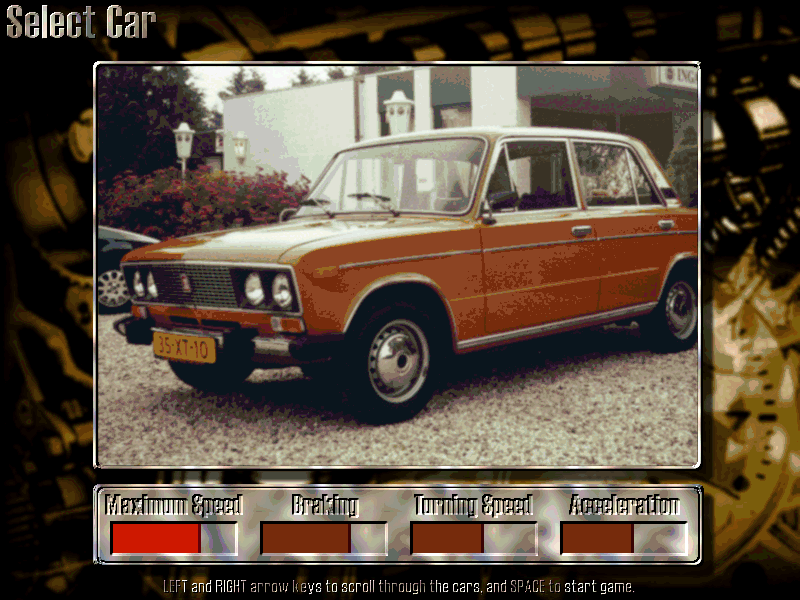 Select Car
ING
35-XT-10
Maximum Speed Braking Turning Speed Acceleration
LEFT and RIGHT arrow keys to scroll through the cars, and SPACE to start game.